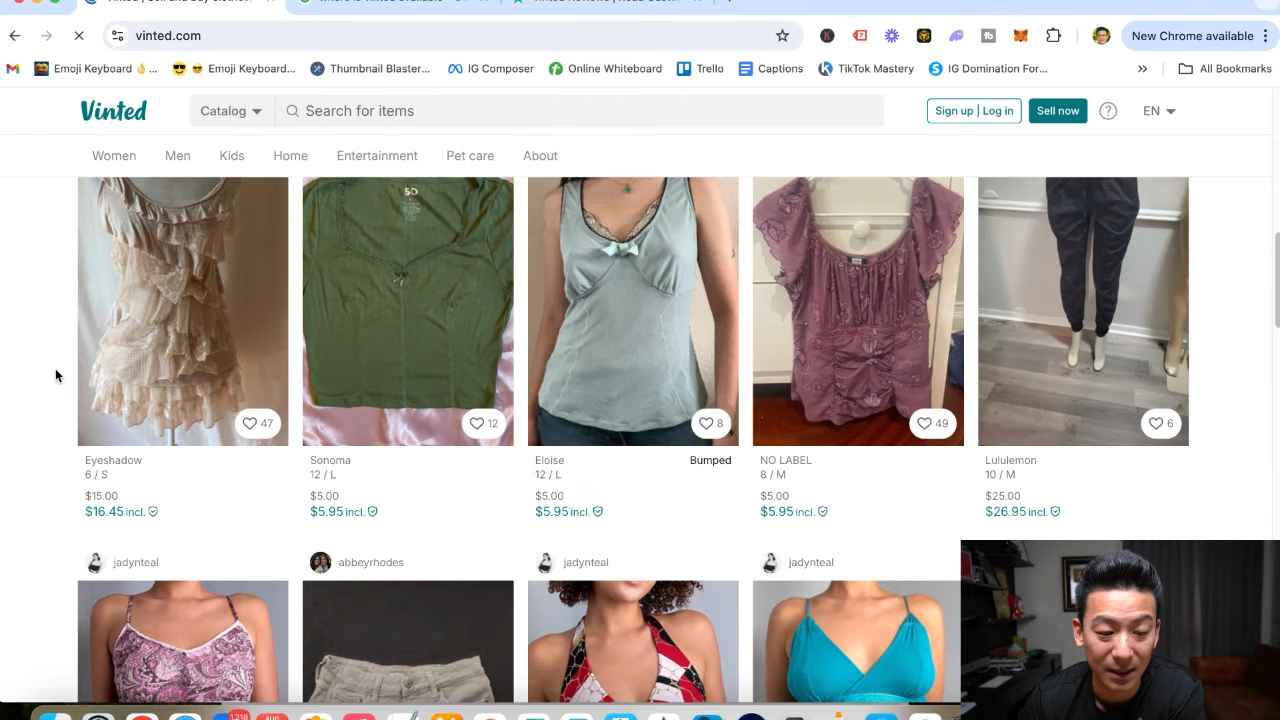 vinted.com
New Chrome available
Emoji Keyboard 👌 ...
Emoji Keyboard...
Thumbnail Blaster...
IG Composer
Online Whiteboard
Trello
Captions
TikTok Mastery
IG Domination For...
All Bookmarks
Vinted
Catalog
Search for items
Sign up | Log in
Sell now
EN
Women
Men
Kids
Home
Entertainment
Pet care
About
SO
47
12
8
49
6
Eyeshadow
6 / S
$15.00
$16.45 incl.
Sonoma
12 / L
$5.00
$5.95 incl.
Eloise
Bumped
12 / L
$5.00
$5.95 incl.
NO LABEL
8 / M
$5.00
$5.95 incl.
Lululemon
10 / M
$25.00
$26.95 incl.
jadynteal
abbeyrhodes
jadynteal
jadynteal
1,218
AUG